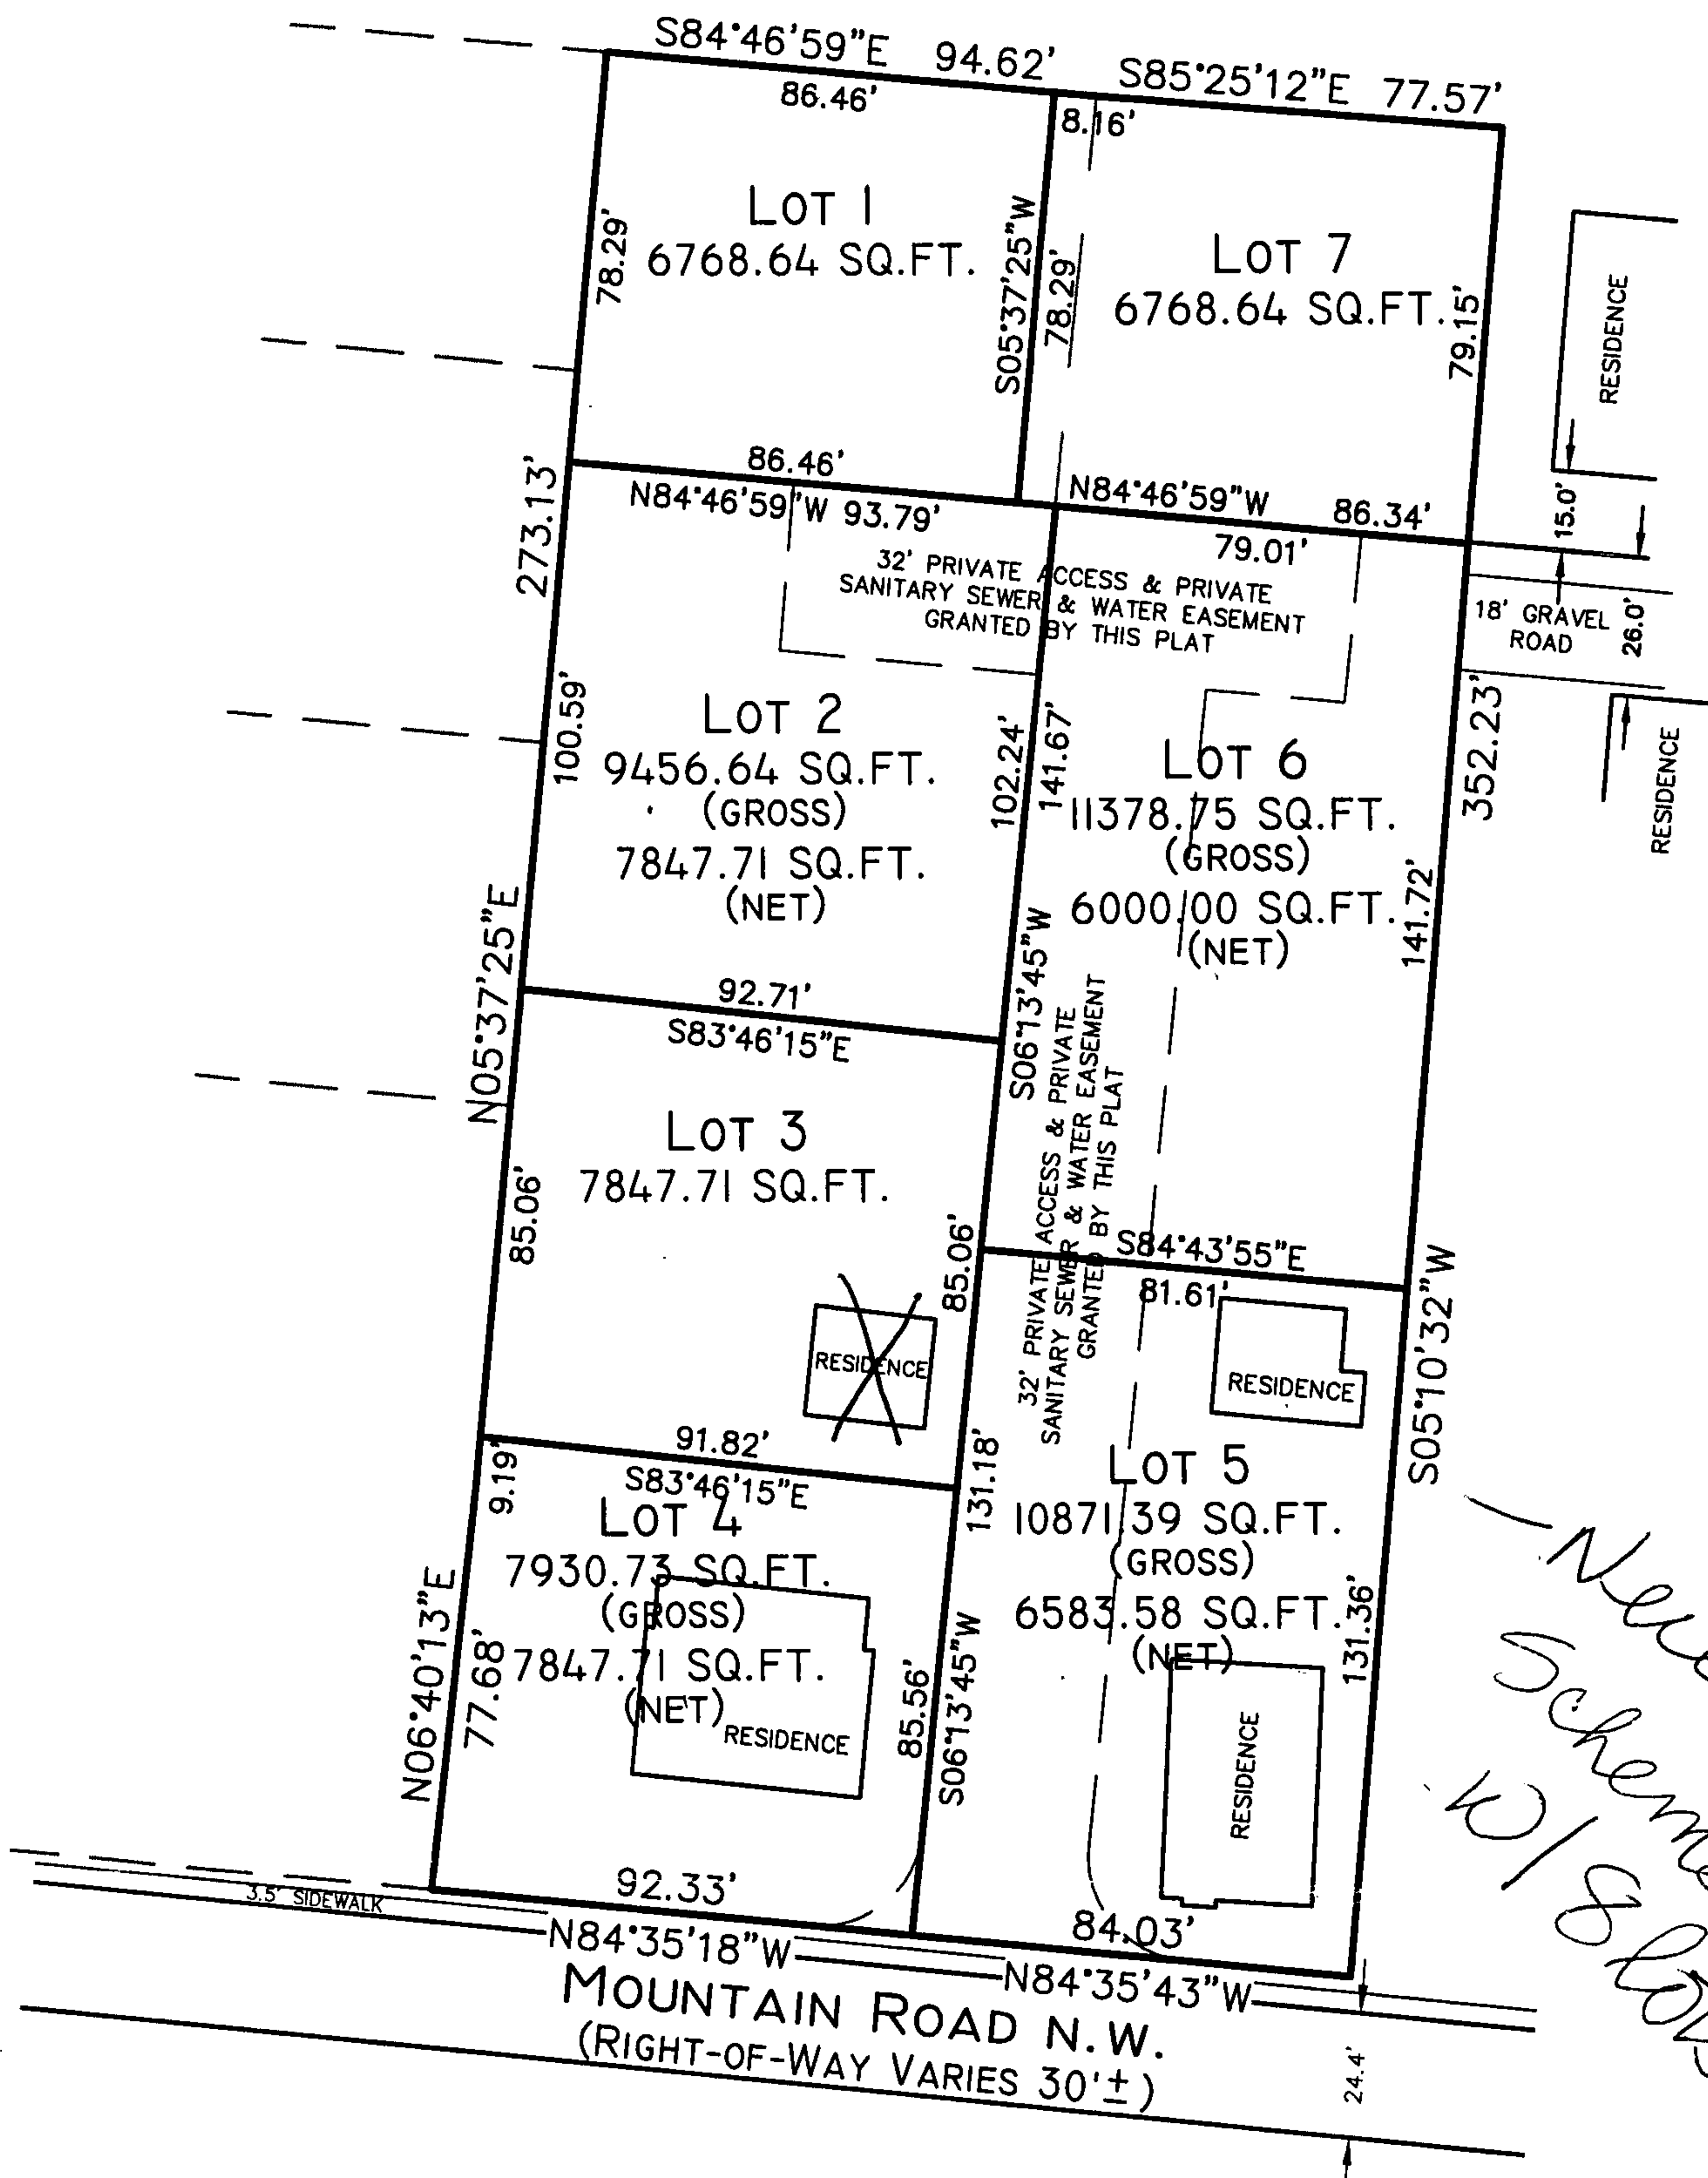 S84°46'59"E 94.62'
S85°25'12"E 77.57'
86.46'
8.16'
LOT 1
6768.64 SQ.FT.
78.29'
S05°37'25"W
78.29'
LOT 7
6768.64 SQ.FT.
79.15'
RESIDENCE
86.46'
N84°46'59"W 93.79'
N84°46'59"W 86.34'
79.01'
273.13'
15.0'
32' PRIVATE ACCESS & PRIVATE
SANITARY SEWER & WATER EASEMENT
GRANTED BY THIS PLAT
18' GRAVEL
ROAD
26.0'
RESIDENCE
352.23'
LOT 2
9456.64 SQ.FT.
(GROSS)
7847.71 SQ.FT.
(NET)
100.59'
102.24'
141.67'
LOT 6
11378.75 SQ.FT.
(GROSS)
6000.00 SQ.FT.
(NET)
141.72'
N05°37'25"E
92.71'
S83°46'15"E
S06°13'45"W
32' PRIVATE ACCESS & PRIVATE
SANITARY SEWER & WATER EASEMENT
GRANTED BY THIS PLAT
LOT 3
7847.71 SQ.FT.
85.06'
85.06'
RESIDENCE
S84°43'55"E
81.61'
RESIDENCE
S05°10'32"W
91.82'
S83°46'15"E
9.19'
131.18'
LOT 4
7930.73 SQ.FT.
(GROSS)
7847.71 SQ.FT.
(NET)
RESIDENCE
N06°40'13"E
77.68'
85.56'
S06°13'45"W
LOT 5
10871.39 SQ.FT.
(GROSS)
6583.58 SQ.FT.
(NET)
131.36'
RESIDENCE
New
Scheme
w/ 8 lots
3.5' SIDEWALK
92.33'
84.03'
N84°35'18"W
N84°35'43"W
MOUNTAIN ROAD N.W.
(RIGHT-OF-WAY VARIES 30'±)
24.4'